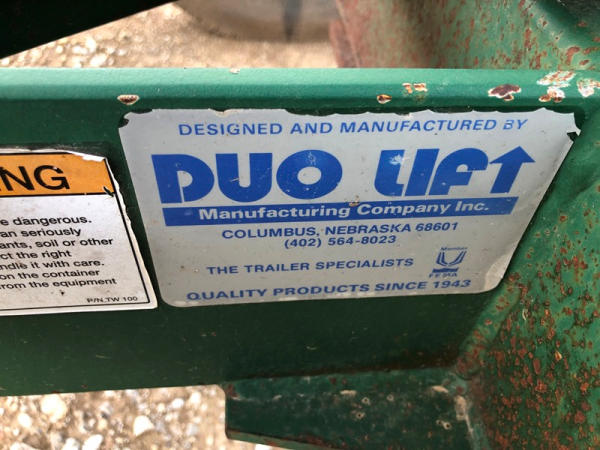 DESIGNED AND MANUFACTURED BY
DUO LIFT
Manufacturing Company Inc.
COLUMBUS, NEBRASKA 68601
(402) 564-8023
THE TRAILER SPECIALISTS
Member
FEMA
QUALITY PRODUCTS SINCE 1943
NG
e dangerous.
an seriously
ants, soil or other
ct the right
ndle it with care.
on the container
from the equipment
P/N.TW 100